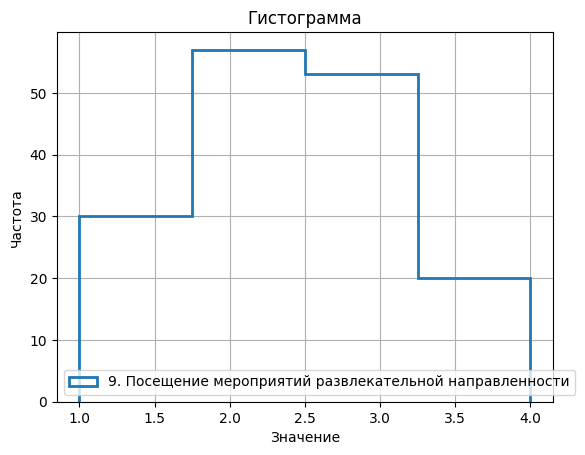 Гистограмма
Частота
50
40
30
20
10
0
9. Посещение мероприятий развлекательной направленности
1.0 1.5 2.0 2.5 3.0 3.5 4.0
Значение